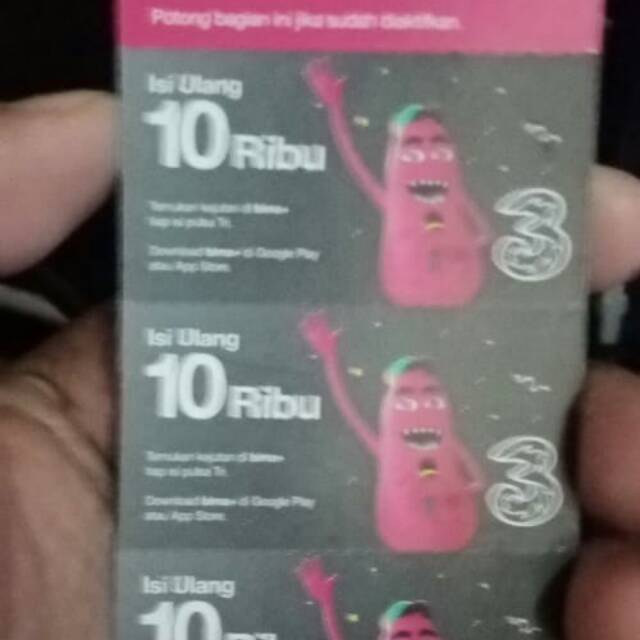 Potong bagian ini jika sudah diaktifkan.
Isi Ulang
10 Ribu
Temukan kejutan di bima+
tiap isi pulsa Tri.
Download bima+ di Google Play
atau App Store.
3
Isi Ulang
10 Ribu
Temukan kejutan di bima+
tiap isi pulsa Tri.
Download bima+ di Google Play
atau App Store.
3
Isi Ulang
10 Rib